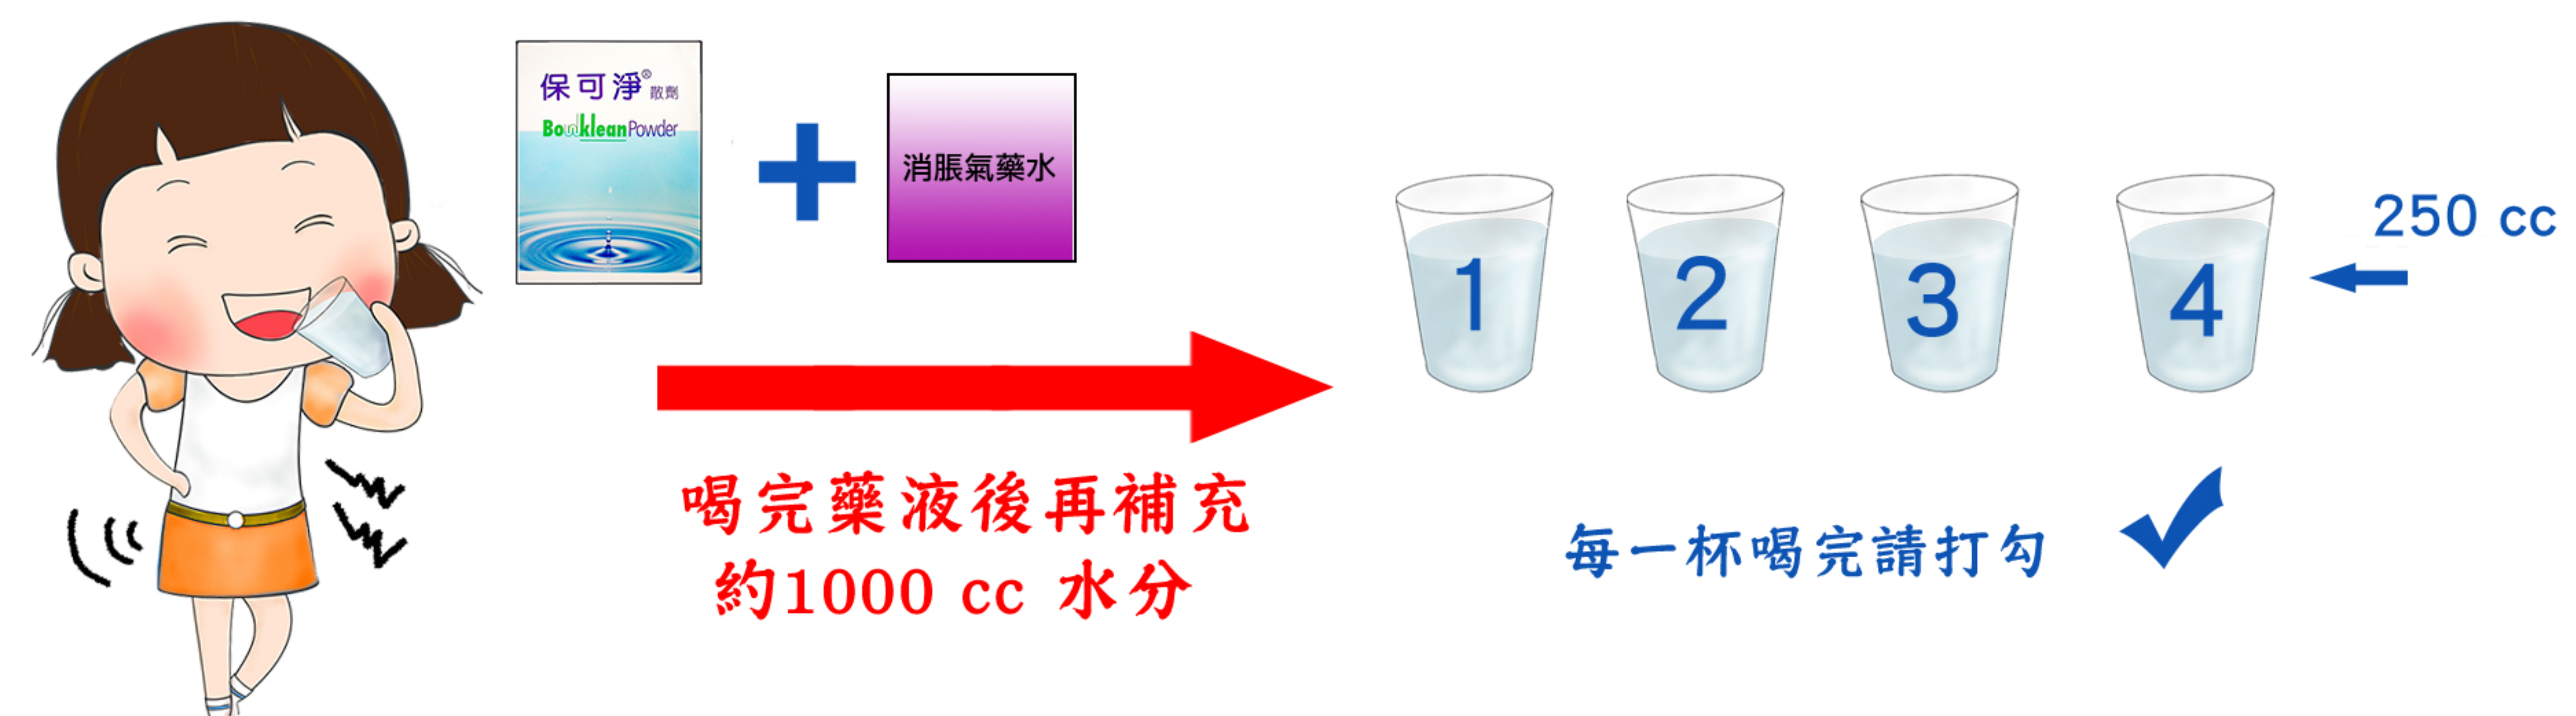 保可淨® 散劑
Bowklean Powder
消脹氣藥水
喝完藥液後再補充
約1000 cc 水分
1
2
3
4
250 cc
每一杯喝完請打勾